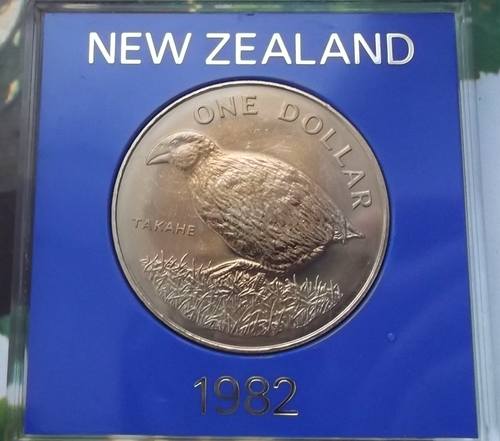 NEW ZEALAND
ONE DOLLAR
TAKAHE
1982